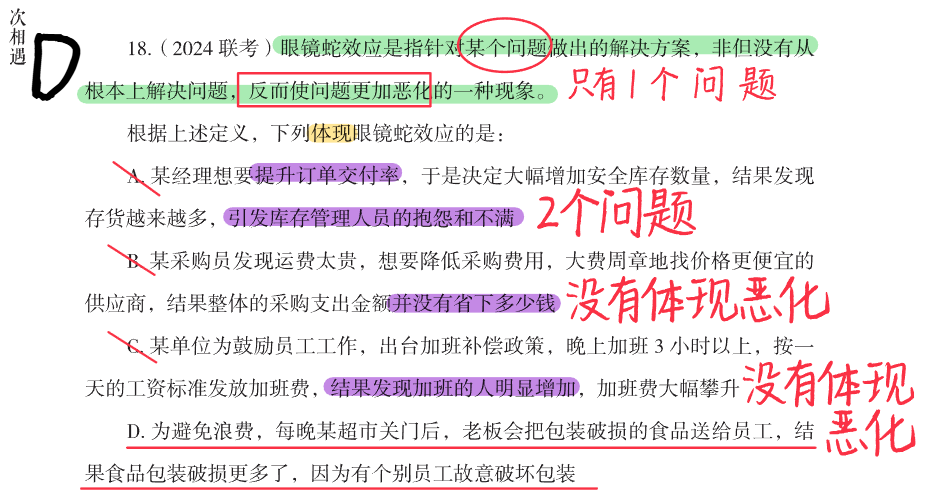 次相遇
D
18.（2024 联考）眼镜蛇效应是指针对某个问题做出的解决方案，非但没有从
根本上解决问题，反而使问题更加恶化的一种现象。
只有1个问题
根据上述定义，下列体现眼镜蛇效应的是：
A. 某经理想要提升订单交付率，于是决定大幅增加安全库存数量，结果发现
存货越来越多，引发库存管理人员的抱怨和不满
2个问题
B. 某采购员发现运费太贵，想要降低采购费用，大费周章地找价格更便宜的
供应商，结果整体的采购支出金额并没有省下多少钱
没有体现恶化
C. 某单位为鼓励员工工作，出台加班补偿政策，晚上加班 3 小时以上，按一
天的工资标准发放加班费，结果发现加班的人明显增加，加班费大幅攀升
没有体现
恶化
D. 为避免浪费，每晚某超市关门后，老板会把包装破损的食品送给员工，结
果食品包装破损更多了，因为有个别员工故意破坏包装